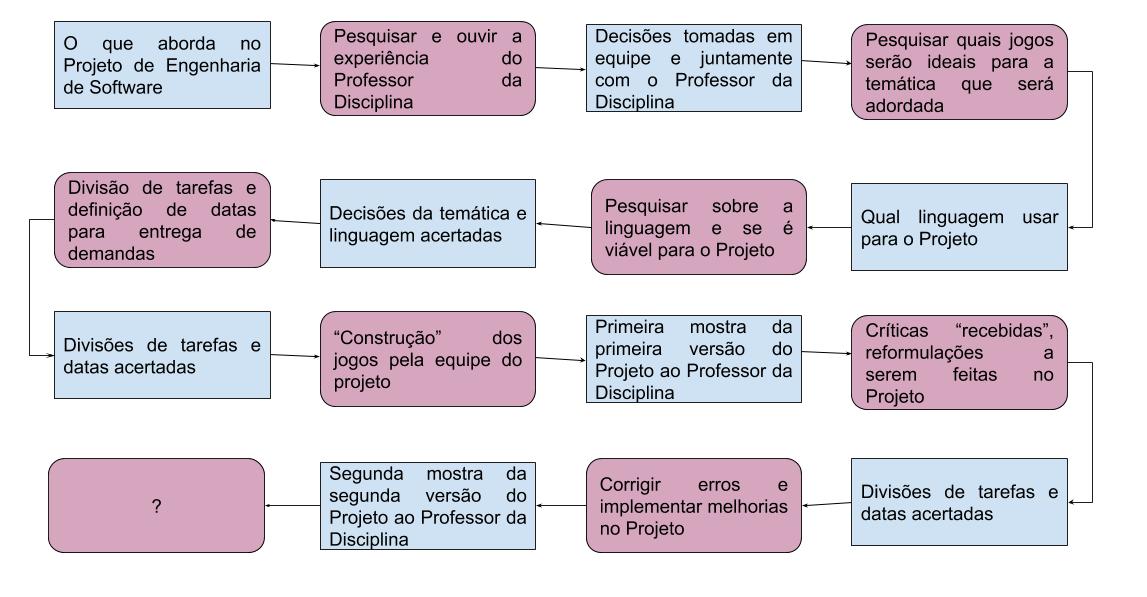 O que aborda no
Projeto de Engenharia
de Software
Pesquisar e ouvir a
experiência do
Professor da
Disciplina
Decisões tomadas em
equipe e juntamente
com o Professor da
Disciplina
Pesquisar quais jogos
serão ideais para a
temática que será
adordada
Qual linguagem usar
para o Projeto
Pesquisar sobre a
linguagem e se é
viável para o Projeto
Decisões da temática e
linguagem acertadas
Divisão de tarefas e
definição de datas
para entrega de
demandas
Divisões de tarefas e
datas acertadas
“Construção” dos
jogos pela equipe do
projeto
Primeira mostra da
primeira versão do
Projeto ao Professor da
Disciplina
Críticas “recebidas”,
reformulações a
serem feitas no
Projeto
Divisões de tarefas e
datas acertadas
Corrigir erros e
implementar melhorias
no Projeto
Segunda mostra da
segunda versão do
Projeto ao Professor da
Disciplina
?